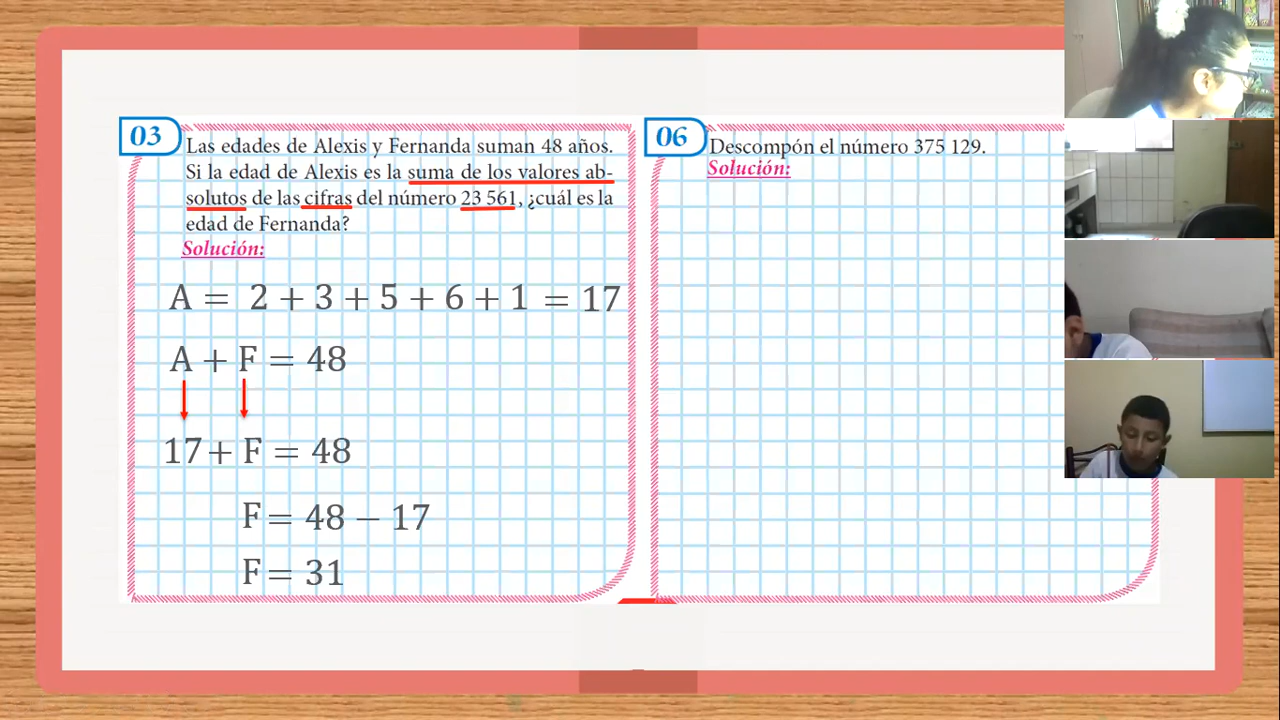 03
Las edades de Alexis y Fernanda suman 48 años.
Si la edad de Alexis es la suma de los valores ab-
solutos de las cifras del número 23 561, ¿cuál es la
edad de Fernanda?
Solución:
A = 2 + 3 + 5 + 6 + 1 = 17
A + F = 48
17 + F = 48
F = 48 − 17
F = 31
06
Descompón el número 375 129.
Solución: